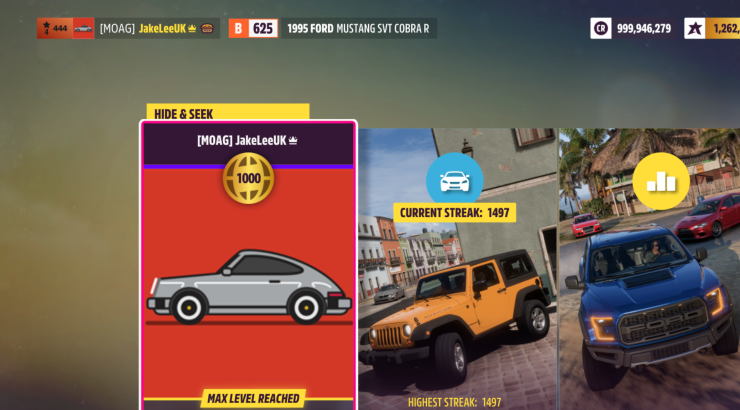 444
4
[MOAG] JakeLeeUK
B 625
1995 FORD MUSTANG SVT COBRA R
CR 999,946,279
1,262,
HIDE & SEEK
[MOAG] JakeLeeUK
1000
CURRENT STREAK: 1497
MAX LEVEL REACHED
HIGHEST STREAK: 1497